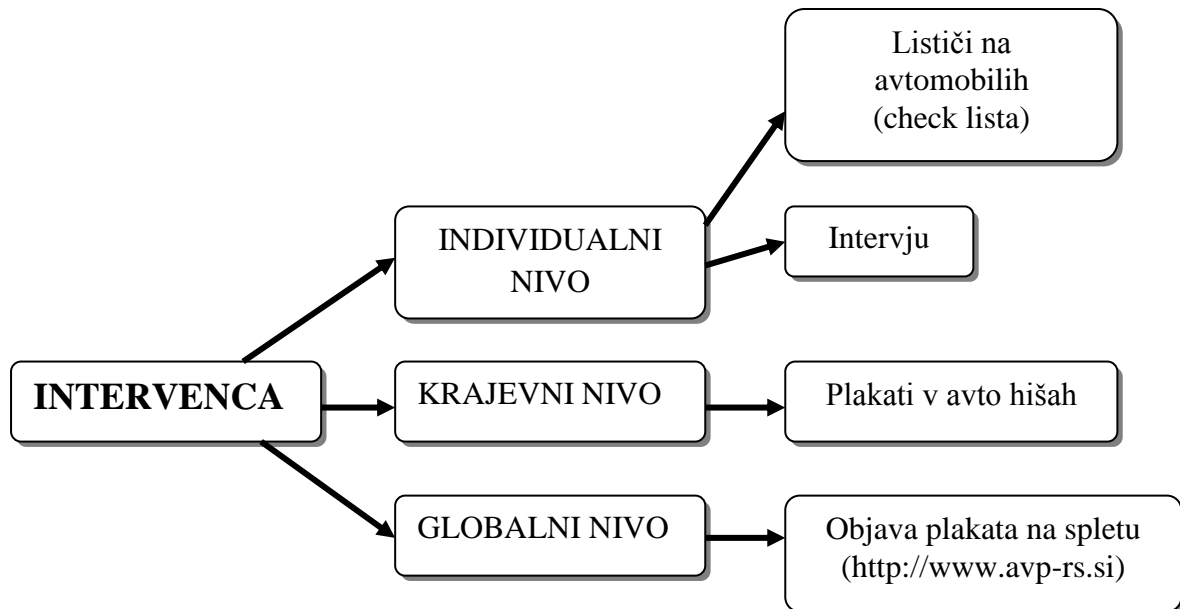 Lističi na
avtomobilih
(check lista)
INDIVIDUALNI
NIVO
Intervju
INTERVENCA
KRAJEVNI NIVO
Plakati v avto hišah
GLOBALNI NIVO
Objava plakata na spletu
(http://www.avp-rs.si)